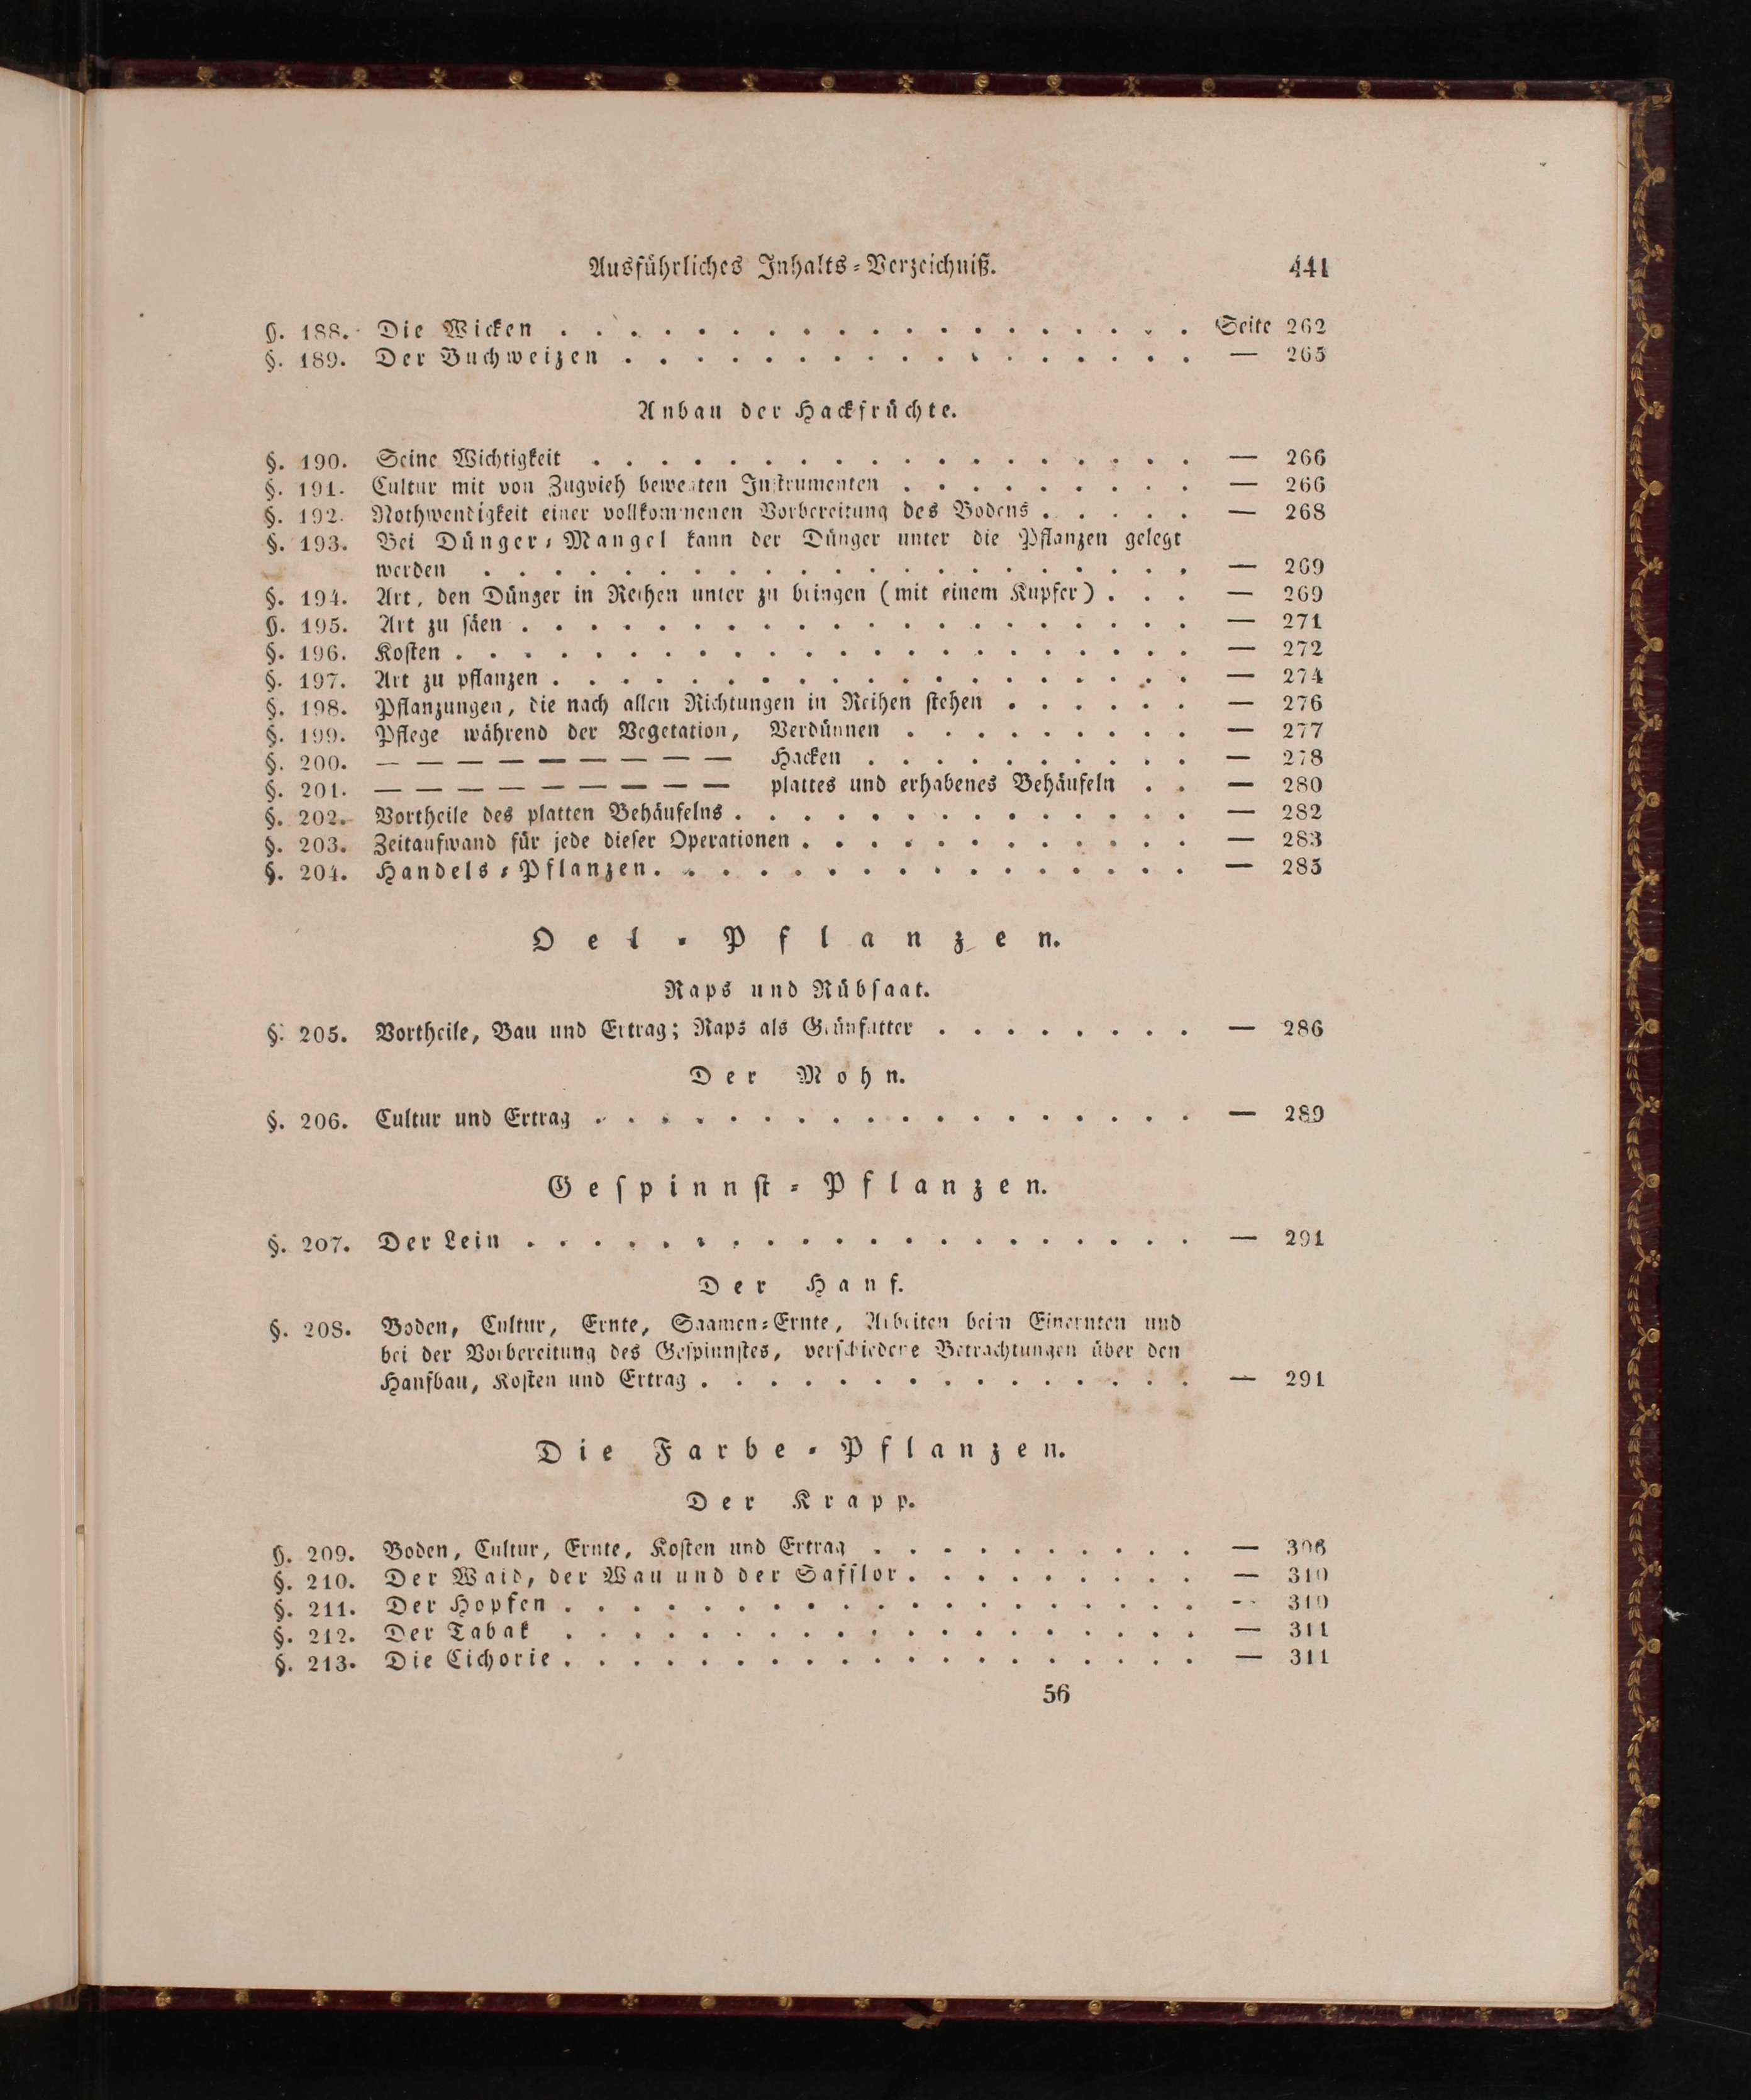 Ausführliches Inhalts-Verzeichniß. 441
§. 188. Die Wicken . . . . . . . . . . . . . . . . . . . Seite 262
§. 189. Der Buchweizen . . . . . . . . . . . . . . . . . — 265
Anbau der Hackfrüchte.
§. 190. Seine Wichtigkeit . . . . . . . . . . . . . . . . . . — 266
§. 191. Cultur mit von Zugvieh bewegten Instrumenten . . . . . . . . . — 266
§. 192. Nothwendigkeit einer vollkommenen Vorbereitung des Bodens . . . . . — 268
§. 193. Bei Dünger-Mangel kann der Dünger unter die Pflanzen gelegt
werden . . . . . . . . . . . . . . . . . . . . . — 269
§. 194. Art, den Dünger in Reihen unter zu bringen (mit einem Kupfer) . . . — 269
§. 195. Art zu säen . . . . . . . . . . . . . . . . . . . . — 271
§. 196. Kosten . . . . . . . . . . . . . . . . . . . . . . — 272
§. 197. Art zu pflanzen . . . . . . . . . . . . . . . . . . . — 274
§. 198. Pflanzungen, die nach allen Richtungen in Reihen stehen . . . . . . — 276
§. 199. Pflege während der Vegetation, Verdünnen . . . . . . . . . — 277
§. 200. — — — — — — — — — Hacken . . . . . . . . . . — 278
§. 201. — — — — — — — — — plattes und erhabenes Behäufeln . . — 280
§. 202. Vortheile des platten Behäufelns . . . . . . . . . . . . . . — 282
§. 203. Zeitaufwand für jede dieser Operationen . . . . . . . . . . . . — 283
§. 204. Handels-Pflanzen . . . . . . . . . . . . . . . . — 285
Oel-Pflanzen.
Raps und Rübsaat.
§. 205. Vortheile, Bau und Ertrag; Raps als Grünfutter . . . . . . . . — 286
Der Mohn.
§. 206. Cultur und Ertrag . . . . . . . . . . . . . . . . . . — 289
Gespinnst-Pflanzen.
§. 207. Der Lein . . . . . . . . . . . . . . . . . . . . — 291
Der Hanf.
§. 208. Boden, Cultur, Ernte, Saamen-Ernte, Arbeiten beim Einernten und
bei der Vorbereitung des Gespinnstes, verschiedene Betrachtungen über den
Hanfbau, Kosten und Ertrag . . . . . . . . . . . . . . . — 291
Die Farbe-Pflanzen.
Der Krapp.
§. 209. Boden, Cultur, Ernte, Kosten und Ertrag . . . . . . . . . . — 306
§. 210. Der Waid, der Wau und der Safflor . . . . . . . . . — 310
§. 211. Der Hopfen . . . . . . . . . . . . . . . . . . . — 310
§. 212. Der Tabak . . . . . . . . . . . . . . . . . . . — 311
§. 213. Die Cichorie . . . . . . . . . . . . . . . . . . . — 311
56